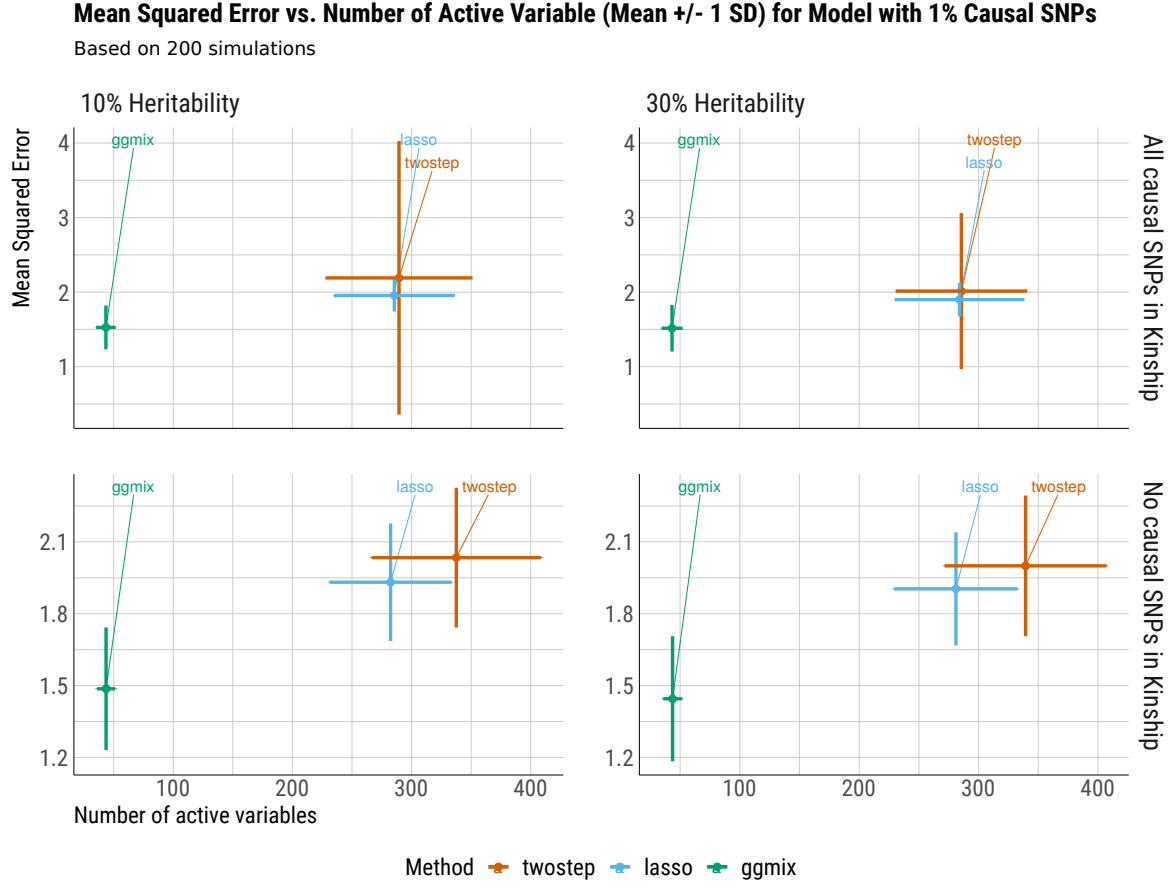 Mean Squared Error vs. Number of Active Variable (Mean +/- 1 SD) for Model with 1% Causal SNPs
Based on 200 simulations
10% Heritability
30% Heritability
Mean Squared Error
4
3
2
1
ggmix
lasso
twostep
4
3
2
1
ggmix
twostep
lasso
All causal SNPs in Kinship
2.1
1.8
1.5
1.2
ggmix
lasso
twostep
2.1
1.8
1.5
1.2
ggmix
lasso
twostep
No causal SNPs in Kinship
100 200 300 400
100 200 300 400
Number of active variables
Method twostep lasso ggmix